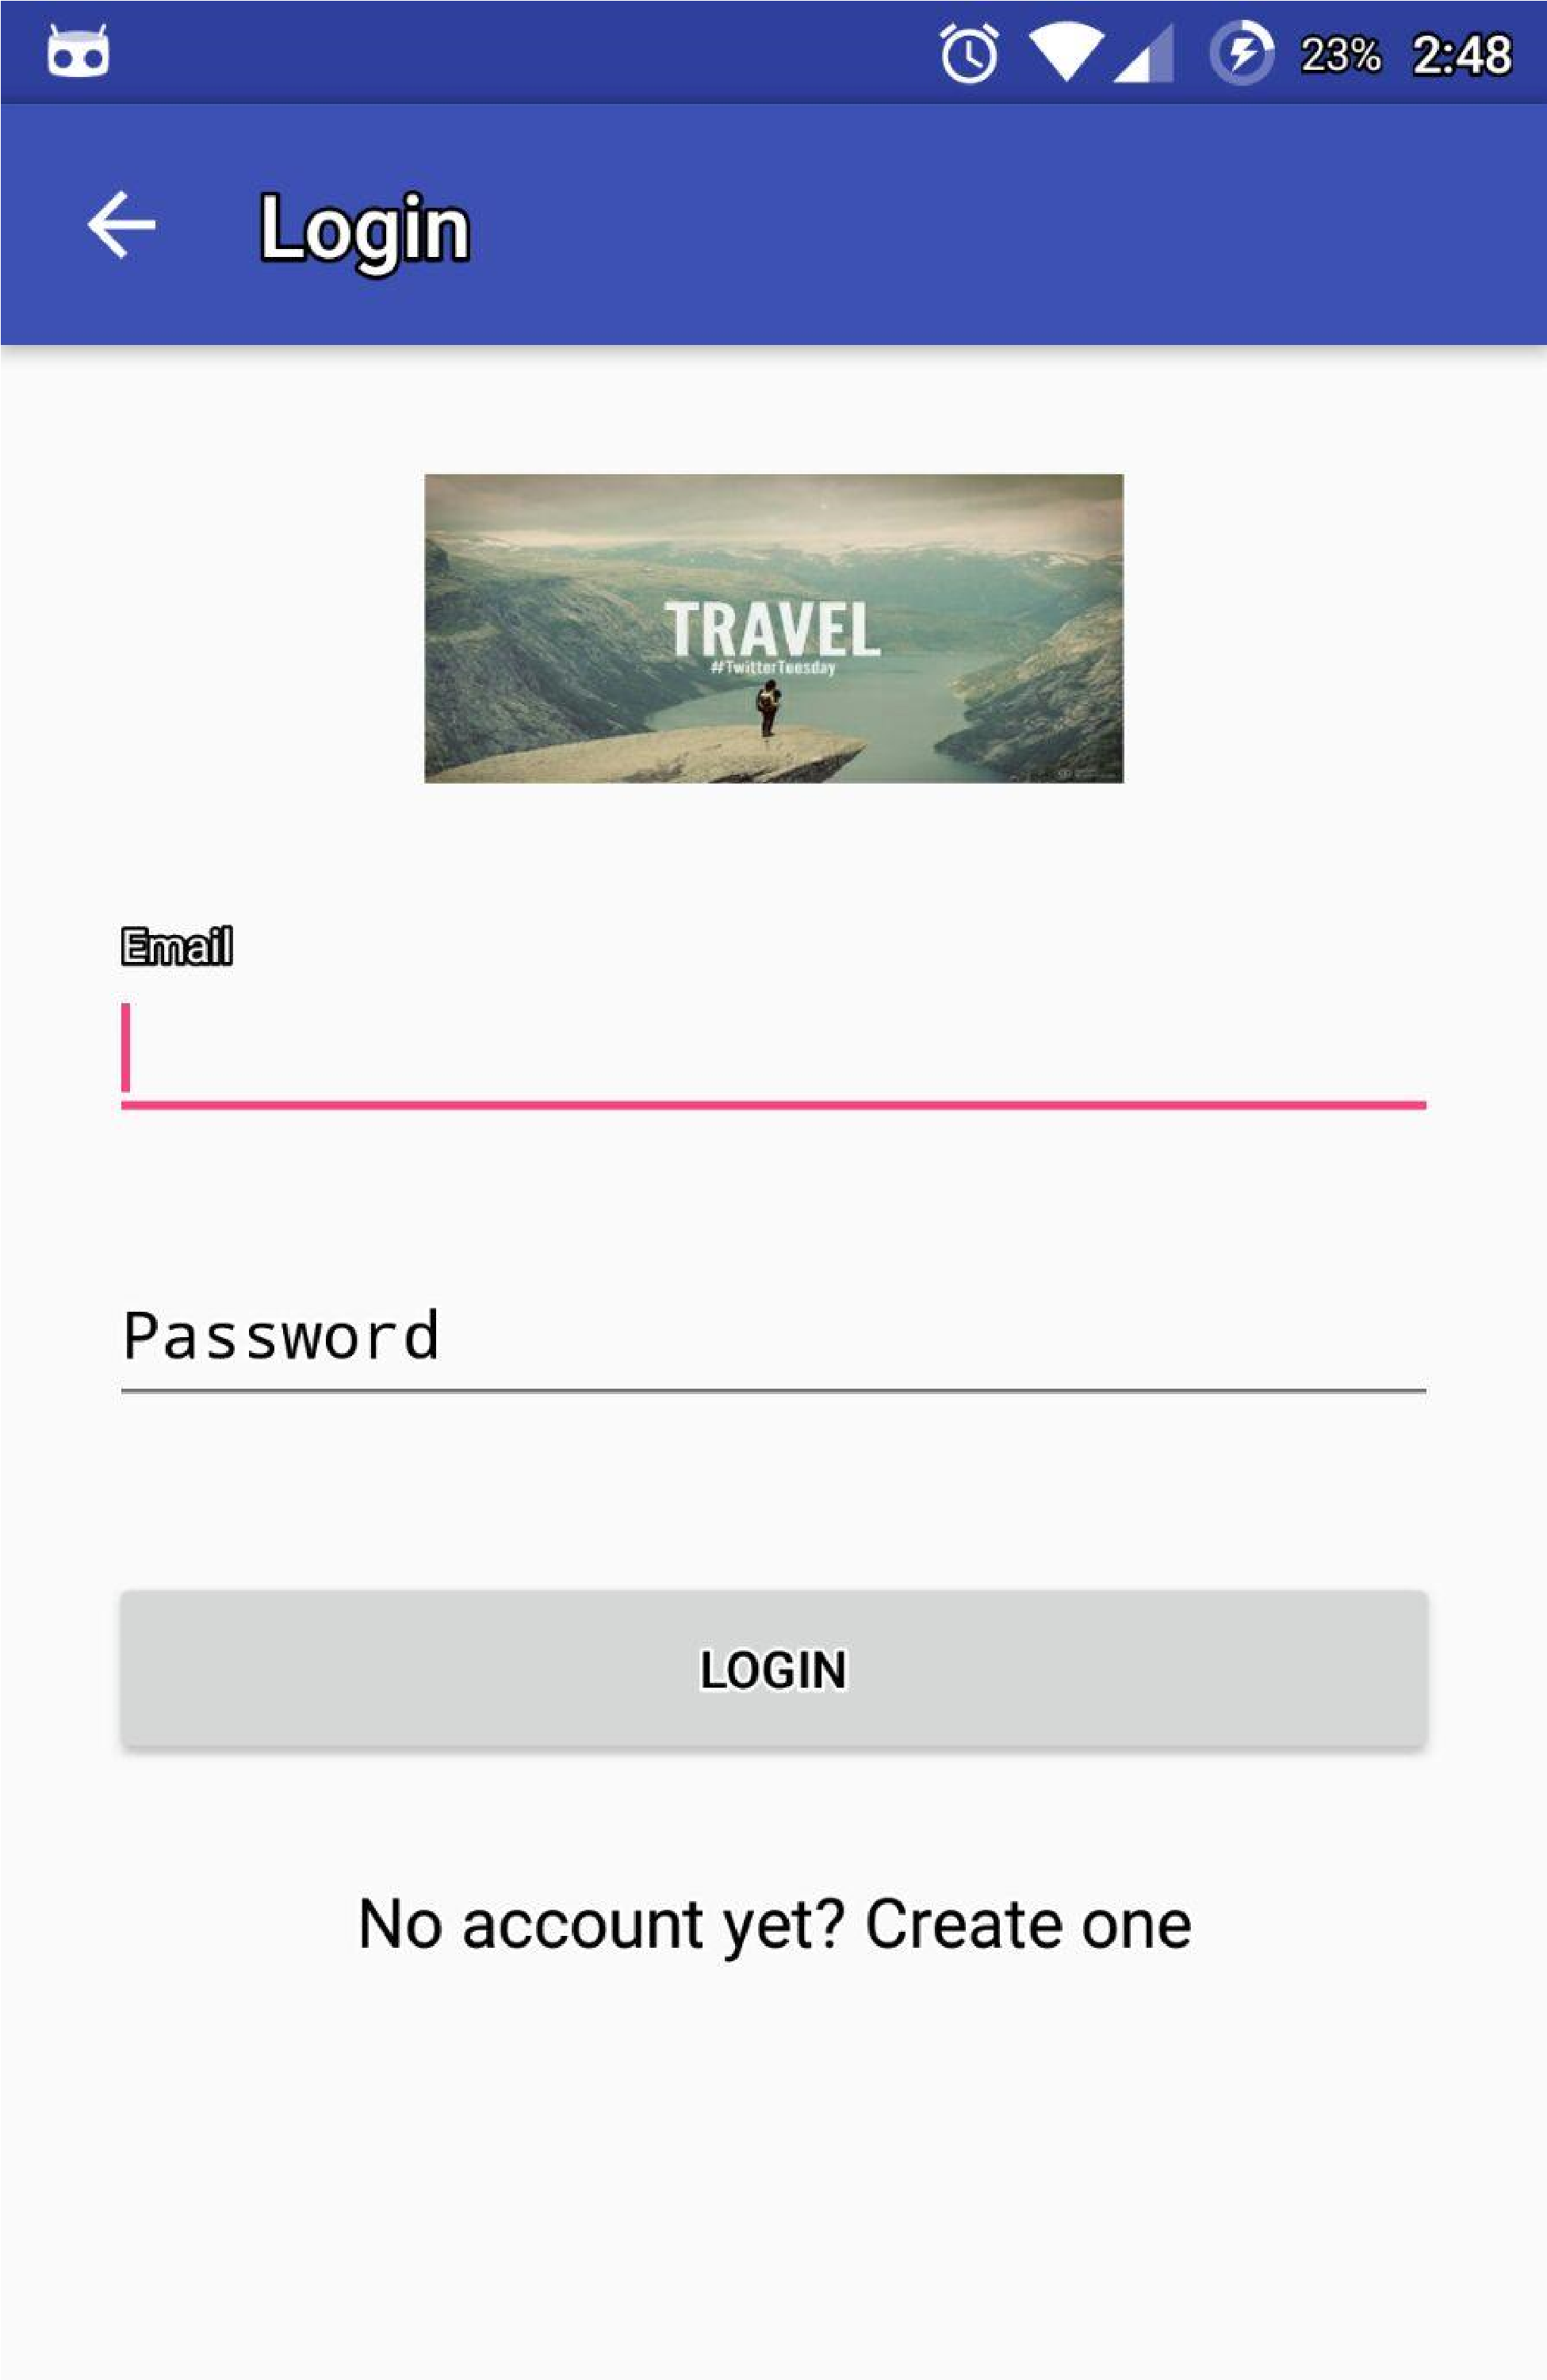 23% 2:48
Login
TRAVEL
#TwitterTuesday
Email
Password
LOGIN
No account yet? Create one